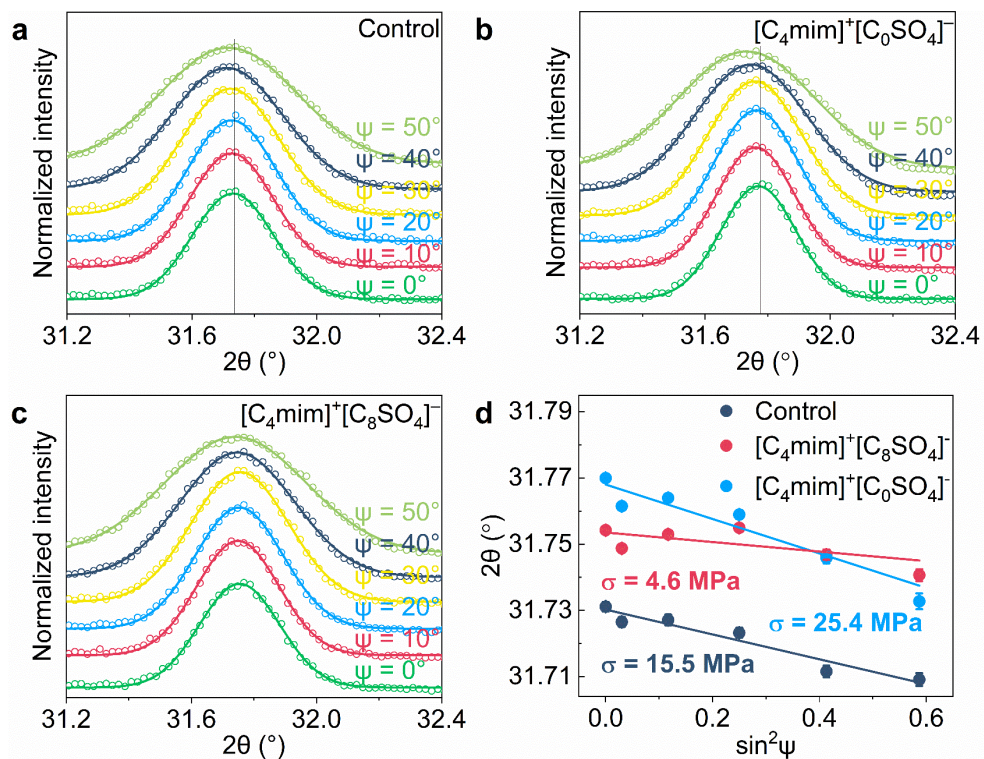 a
Control
Normalized intensity
ψ = 50°
ψ = 40°
ψ = 30°
ψ = 20°
ψ = 10°
ψ = 0°
31.2 31.6 32.0 32.4
2θ (°)
b
[C₄mim]⁺[C₀SO₄]⁻
Normalized intensity
ψ = 50°
ψ = 40°
ψ = 30°
ψ = 20°
ψ = 10°
ψ = 0°
31.2 31.6 32.0 32.4
2θ (°)
c
[C₄mim]⁺[C₈SO₄]⁻
Normalized intensity
ψ = 50°
ψ = 40°
ψ = 30°
ψ = 20°
ψ = 10°
ψ = 0°
31.2 31.6 32.0 32.4
2θ (°)
d
31.79
31.77
31.75
31.73
31.71
2θ (°)
Control
[C₄mim]⁺[C₈SO₄]⁻
[C₄mim]⁺[C₀SO₄]⁻
σ = 4.6 MPa
σ = 25.4 MPa
σ = 15.5 MPa
0.0 0.2 0.4 0.6
sin²ψ